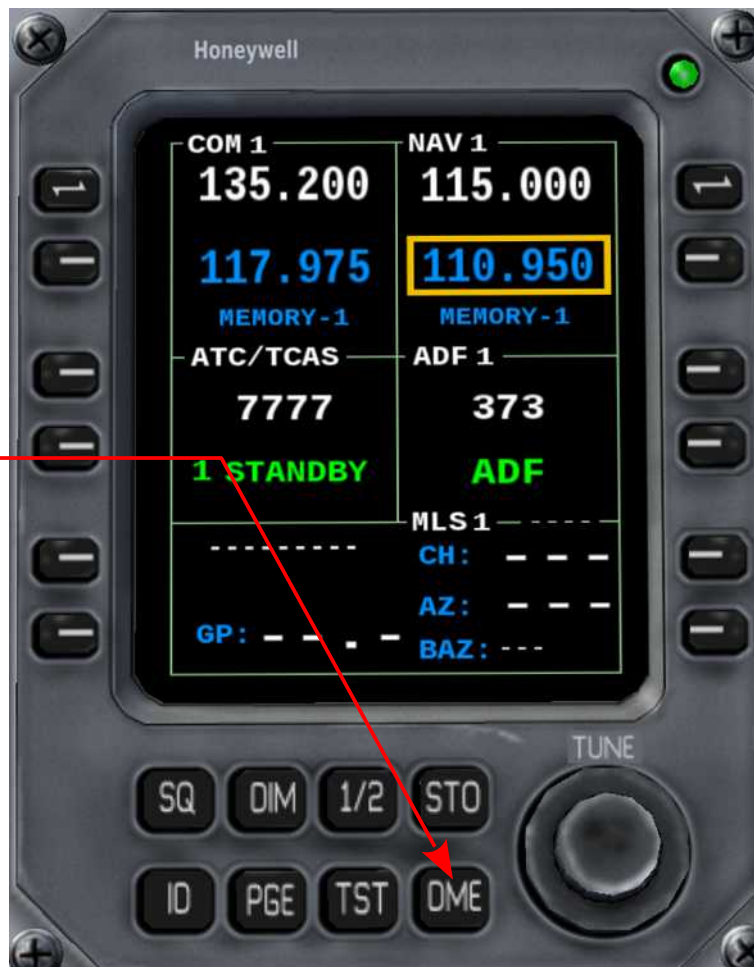 Honeywell
COM 1 NAV 1
135.200 115.000
117.975 110.950
MEMORY-1 MEMORY-1
ATC/TCAS ADF 1
7777 373
1 STANDBY ADF
MLS 1 ----
--------- CH: – – –
AZ: – – –
GP: – – . – BAZ: ---
TUNE
SQ DIM 1/2 STO
ID PGE TST DME